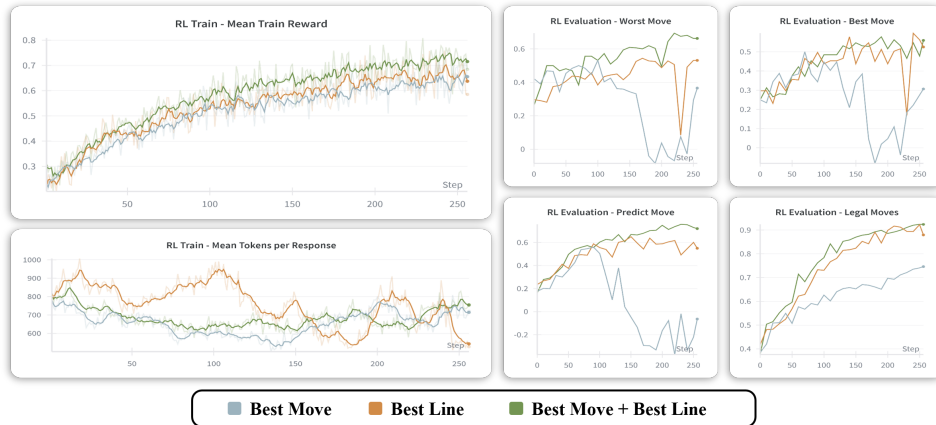 RL Train - Mean Train Reward
0.8
0.7
0.6
0.5
0.4
0.3
Step
50 100 150 200 250
RL Train - Mean Tokens per Response
1000
900
800
700
600
Step
50 100 150 200 250
RL Evaluation - Worst Move
0.6
0.4
0.2
0
Step
0 50 100 150 200 250
RL Evaluation - Best Move
0.5
0.4
0.3
0.2
0.1
0
Step
0 50 100 150 200 250
RL Evaluation - Predict Move
0.6
0.4
0.2
0
-0.2
Step
0 50 100 150 200 250
RL Evaluation - Legal Moves
0.9
0.8
0.7
0.6
0.5
0.4
Step
0 50 100 150 200 250
Best Move Best Line Best Move + Best Line